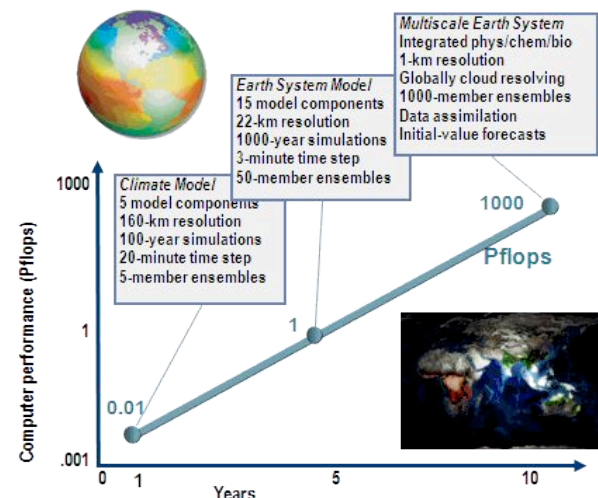 Multiscale Earth System
Integrated phys/chem/bio
1-km resolution
Globally cloud resolving
1000-member ensembles
Data assimilation
Initial-value forecasts
Earth System Model
15 model components
22-km resolution
1000-year simulations
3-minute time step
50-member ensembles
Climate Model
5 model components
160-km resolution
100-year simulations
20-minute time step
5-member ensembles
1000
1
.001
Computer performance (Pflops)
0.01
1
1000
Pflops
0
1
5
10
Years